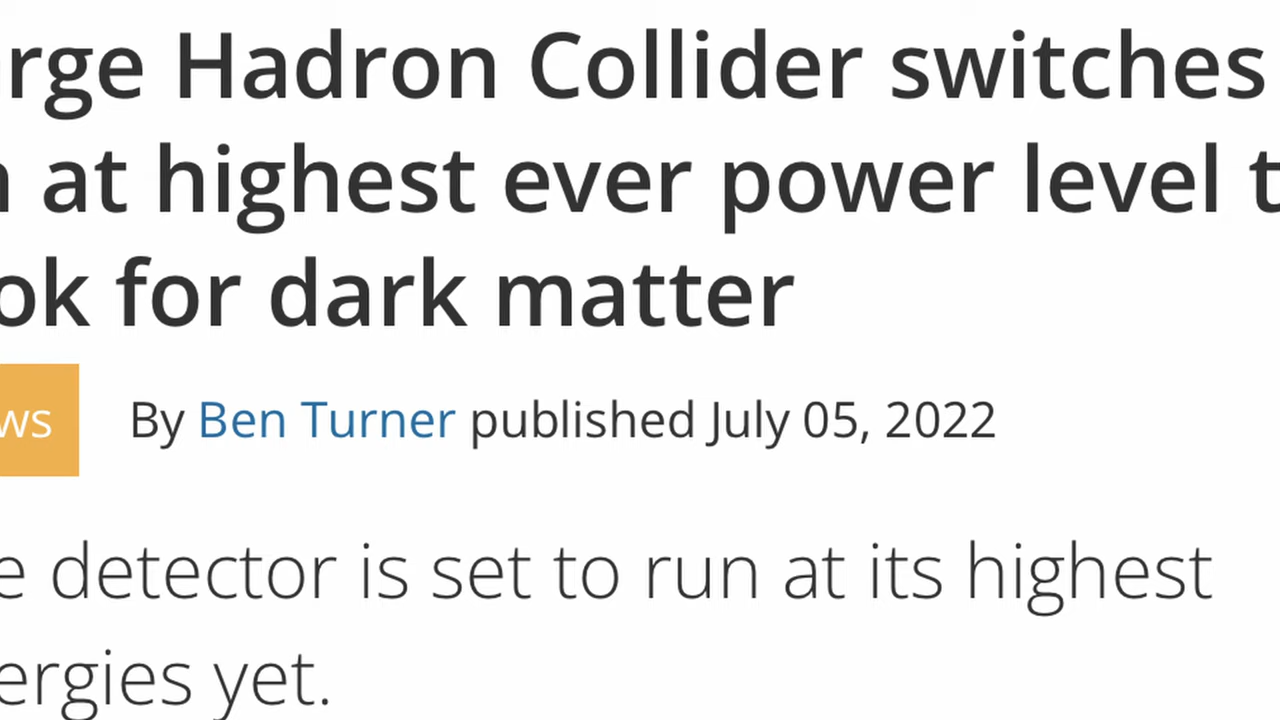 rge Hadron Collider switches
at highest ever power level t
ok for dark matter
ws
By Ben Turner published July 05, 2022
e detector is set to run at its highest
ergies yet.